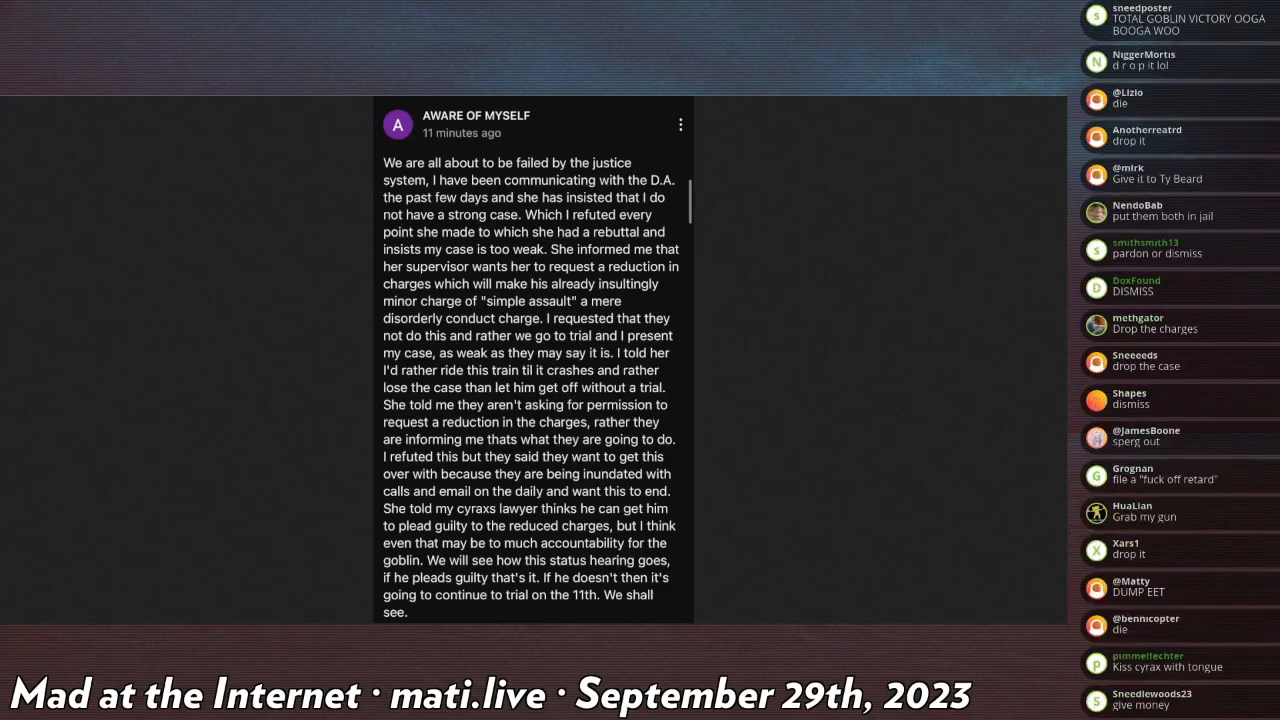 A
AWARE OF MYSELF
11 minutes ago
We are all about to be failed by the justice
system, I have been communicating with the D.A.
the past few days and she has insisted that I do
not have a strong case. Which I refuted every
point she made to which she had a rebuttal and
insists my case is too weak. She informed me that
her supervisor wants her to request a reduction in
charges which will make his already insultingly
minor charge of "simple assault" a mere
disorderly conduct charge. I requested that they
not do this and rather we go to trial and I present
my case, as weak as they may say it is. I told her
I'd rather ride this train til it crashes and rather
lose the case than let him get off without a trial.
She told me they aren't asking for permission to
request a reduction in the charges, rather they
are informing me thats what they are going to do.
I refuted this but they said they want to get this
over with because they are being inundated with
calls and email on the daily and want this to end.
She told my cyraxs lawyer thinks he can get him
to plead guilty to the reduced charges, but I think
even that may be to much accountability for the
goblin. We will see how this status hearing goes,
if he pleads guilty that's it. If he doesn't then it's
going to continue to trial on the 11th. We shall
see.
s
sneedposter
TOTAL GOBLIN VICTORY OOGA
BOOGA WOO
N
NiggerMortis
d r o p it lol
@Lizio
die
Anotherreatrd
drop it
@mirk
Give it to Ty Beard
NendoBab
put them both in jail
s
smithsmith13
pardon or dismiss
D
DoxFound
DISMISS
methgator
Drop the charges
Sneeeeds
drop the case
Shapes
dismiss
@JamesBoone
sperg out
G
Grognan
file a "fuck off retard"
HuaLian
Grab my gun
X
Xars1
drop it
@Matty
DUMP EET
@bennicopter
die
p
pimmelfechter
Kiss cyrax with tongue
S
Sneedlewoods23
give money
Mad at the Internet · mati.live · September 29th, 2023